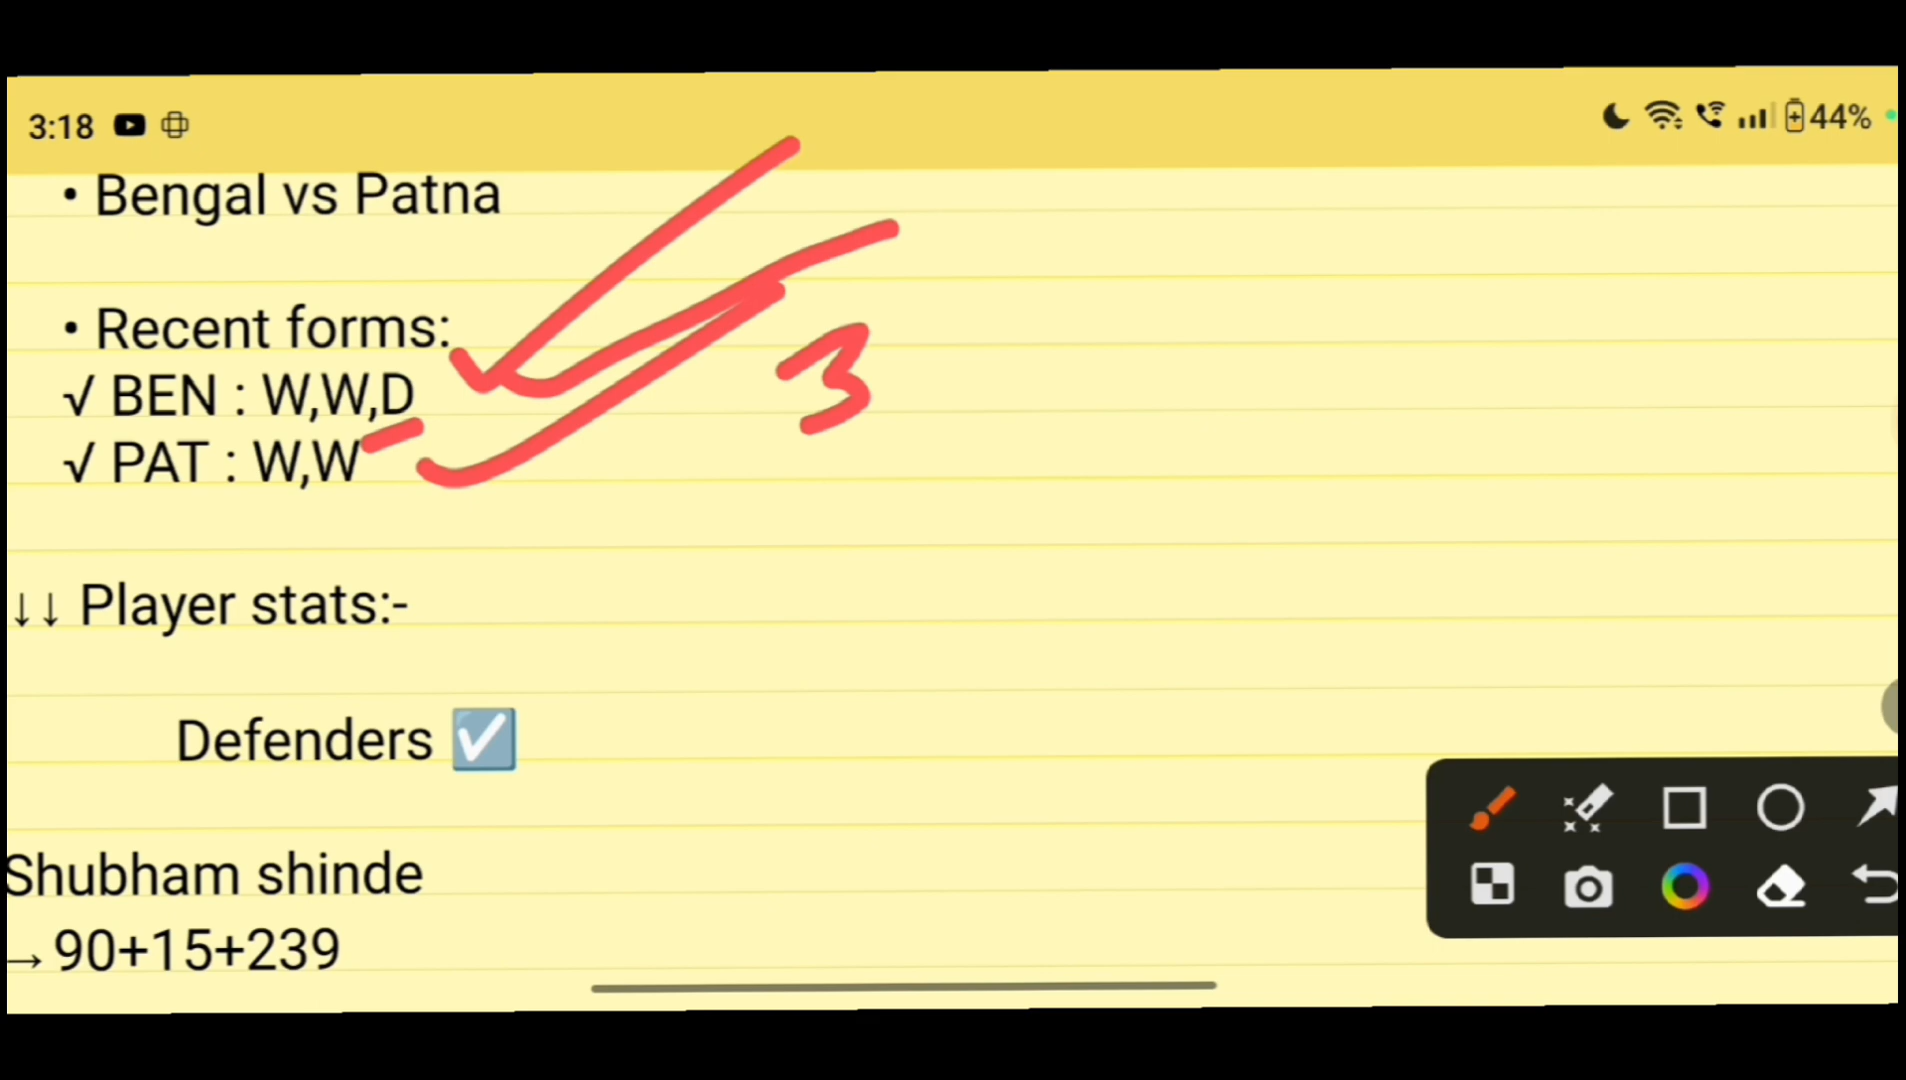 3:18
44%
• Bengal vs Patna
• Recent forms:
√ BEN : W,W,D
3
√ PAT : W,W
↓↓ Player stats:-
Defenders ☑️
Shubham shinde
→90+15+239